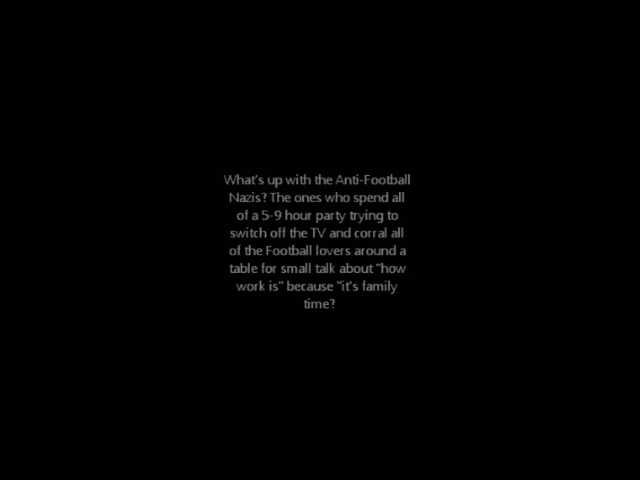 What's up with the Anti-Football
Nazis? The ones who spend all
of a 5-9 hour party trying to
switch off the TV and corral all
of the Football lovers around a
table for small talk about "how
work is" because "it's family
time?